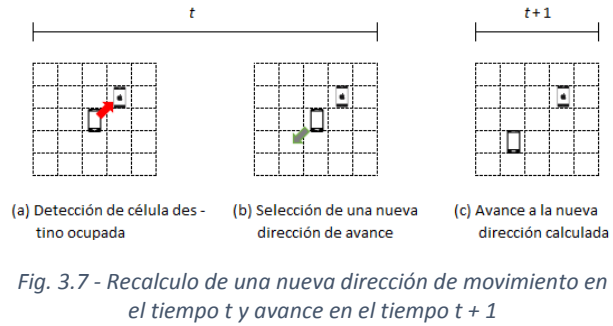 t
t + 1
(a) Detección de célula des -
tino ocupada
(b) Selección de una nueva
dirección de avance
(c) Avance a la nueva
dirección calculada
Fig. 3.7 - Recalculo de una nueva dirección de movimiento en
el tiempo t y avance en el tiempo t + 1